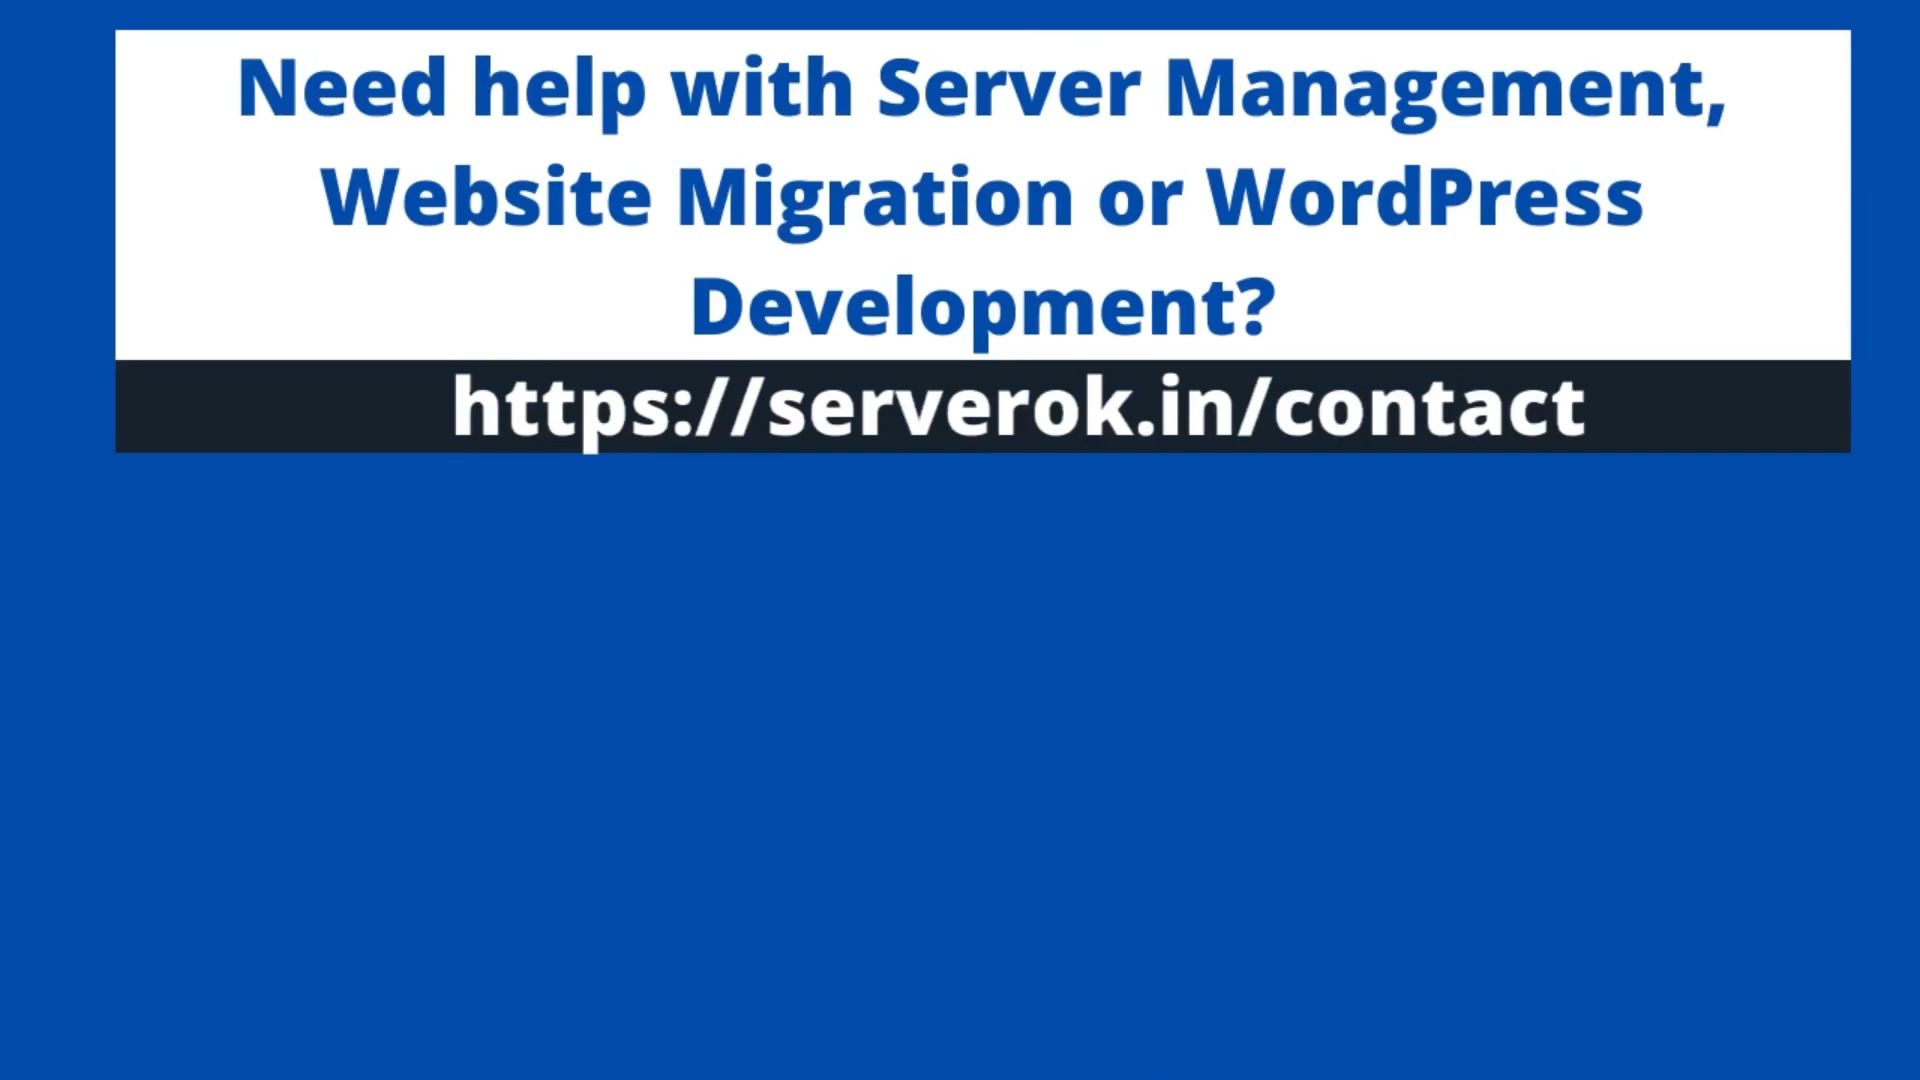 Need help with Server Management,
Website Migration or WordPress
Development?
https://serverok.in/contact